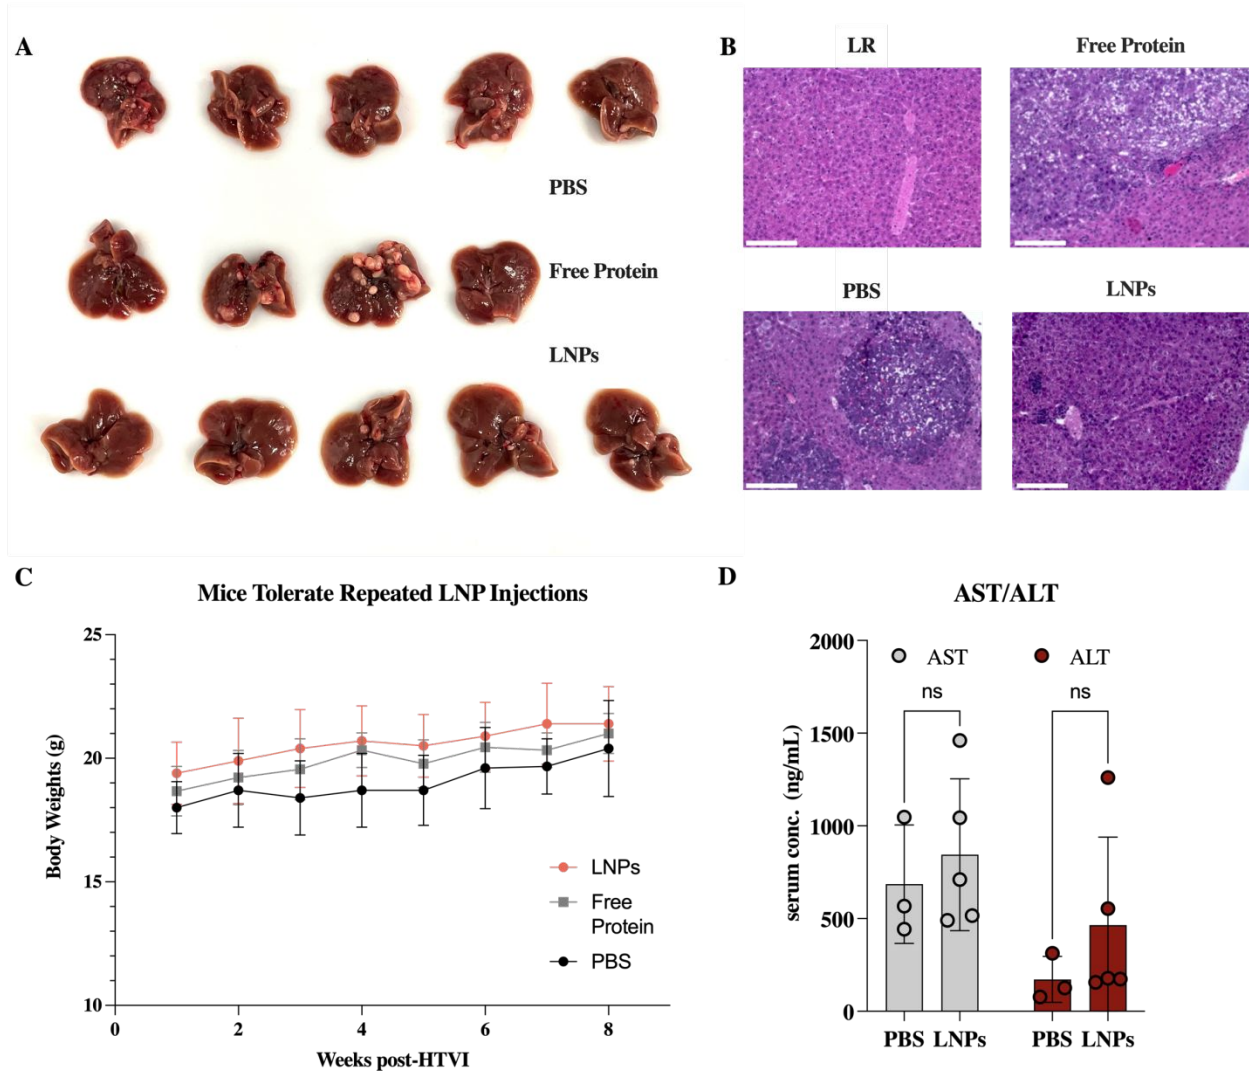 A
PBS
Free Protein
LNPs
B
LR
Free Protein
PBS
LNPs
C
Mice Tolerate Repeated LNP Injections
25
20
15
10
Body Weights (g)
0
2
4
6
8
Weeks post-HTVI
LNPs
Free
Protein
PBS
D
AST/ALT
2000
1500
1000
500
0
serum conc. (ng/mL)
AST
ALT
ns
ns
PBS
LNPs
PBS
LNPs